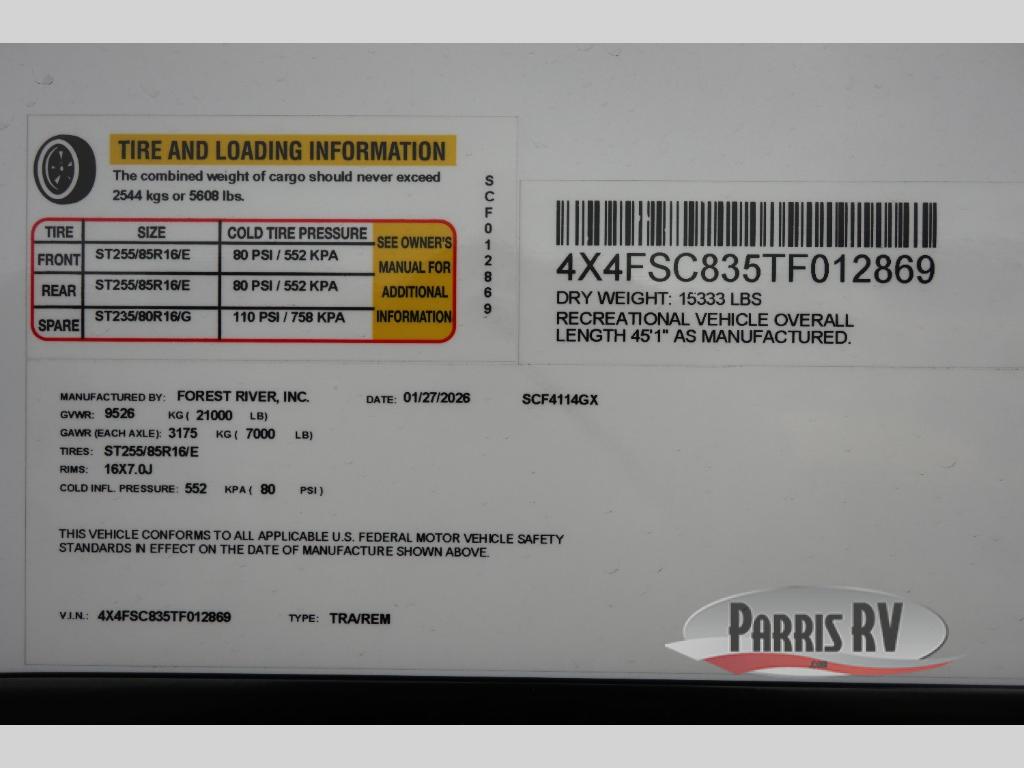 TIRE AND LOADING INFORMATION
The combined weight of cargo should never exceed
2544 kgs or 5608 lbs.
TIRE SIZE COLD TIRE PRESSURE SEE OWNER'S MANUAL FOR ADDITIONAL INFORMATION
FRONT ST255/85R16/E 80 PSI / 552 KPA
REAR ST255/85R16/E 80 PSI / 552 KPA
SPARE ST235/80R16/G 110 PSI / 758 KPA
SCF012869
4X4FSC835TF012869
DRY WEIGHT: 15333 LBS
RECREATIONAL VEHICLE OVERALL
LENGTH 45'1" AS MANUFACTURED.
MANUFACTURED BY: FOREST RIVER, INC. DATE: 01/27/2026 SCF4114GX
GVWR: 9526 KG ( 21000 LB)
GAWR (EACH AXLE): 3175 KG ( 7000 LB)
TIRES: ST255/85R16/E
RIMS: 16X7.0J
COLD INFL. PRESSURE: 552 KPA ( 80 PSI )
THIS VEHICLE CONFORMS TO ALL APPLICABLE U.S. FEDERAL MOTOR VEHICLE SAFETY
STANDARDS IN EFFECT ON THE DATE OF MANUFACTURE SHOWN ABOVE.
V.I.N.: 4X4FSC835TF012869 TYPE: TRA/REM
PARRIS RV
.com